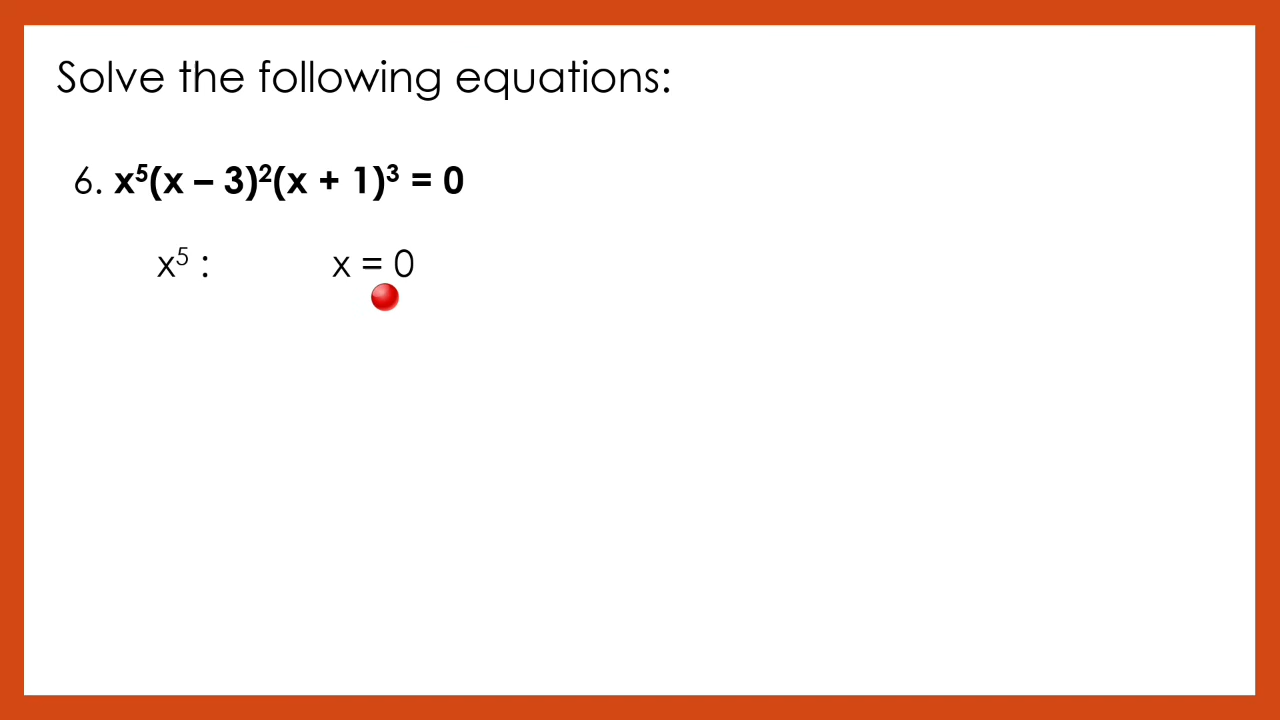 Solve the following equations:
6. x⁵(x – 3)²(x + 1)³ = 0
x⁵ : x = 0